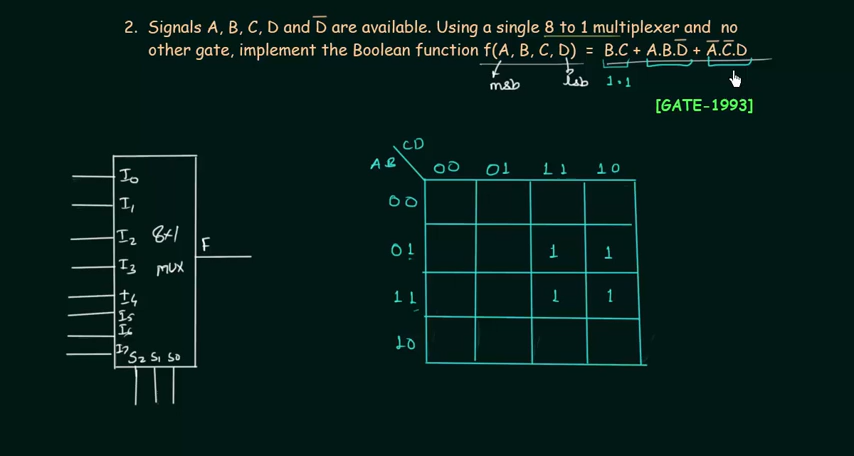 2. Signals A, B, C, D and D̅ are available. Using a single 8 to 1 multiplexer and no
other gate, implement the Boolean function f(A, B, C, D) = B.C + A.B.D̅ + A̅.C̅.D
msb lsb 1.1
[GATE-1993]
CD
AB 00 01 11 10
00
01 1 1
11 1 1
10
I0
I1
I2 8x1 F
I3 mux
I4
I5
I6
I7 S2 S1 S0